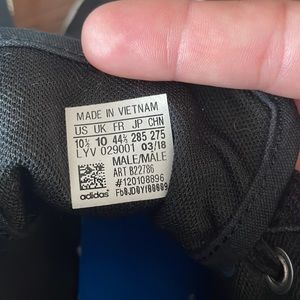 MADE IN VIETNAM
US UK FR JP CHN
10½ 10 44⅔ 285 275
LYV 029001 03/18
MALE/MALE
ART B22786
#120108896
adidas